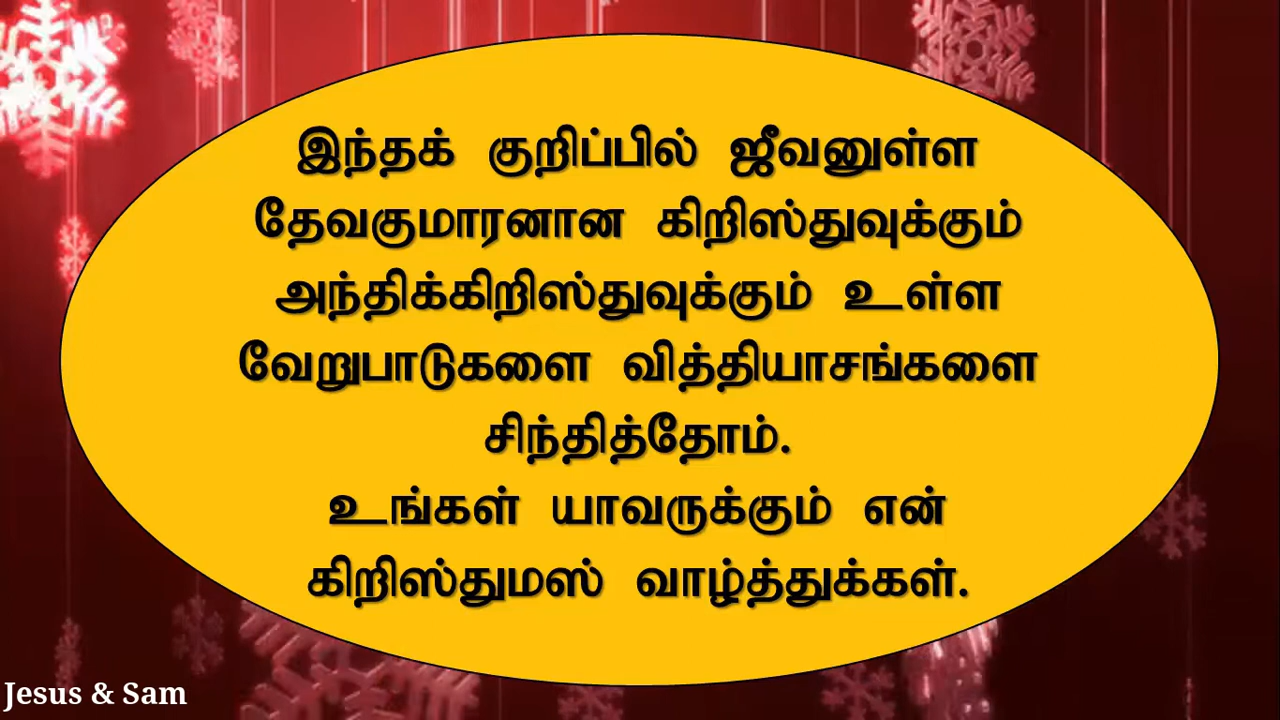 இந்தக் குறிப்பில் ஜீவனுள்ள
தேவகுமாரனான கிறிஸ்துவுக்கும்
அந்திக்கிறிஸ்துவுக்கும் உள்ள
வேறுபாடுகளை வித்தியாசங்களை
சிந்தித்தோம்.
உங்கள் யாவருக்கும் என்
கிறிஸ்துமஸ் வாழ்த்துக்கள்.
Jesus & Sam